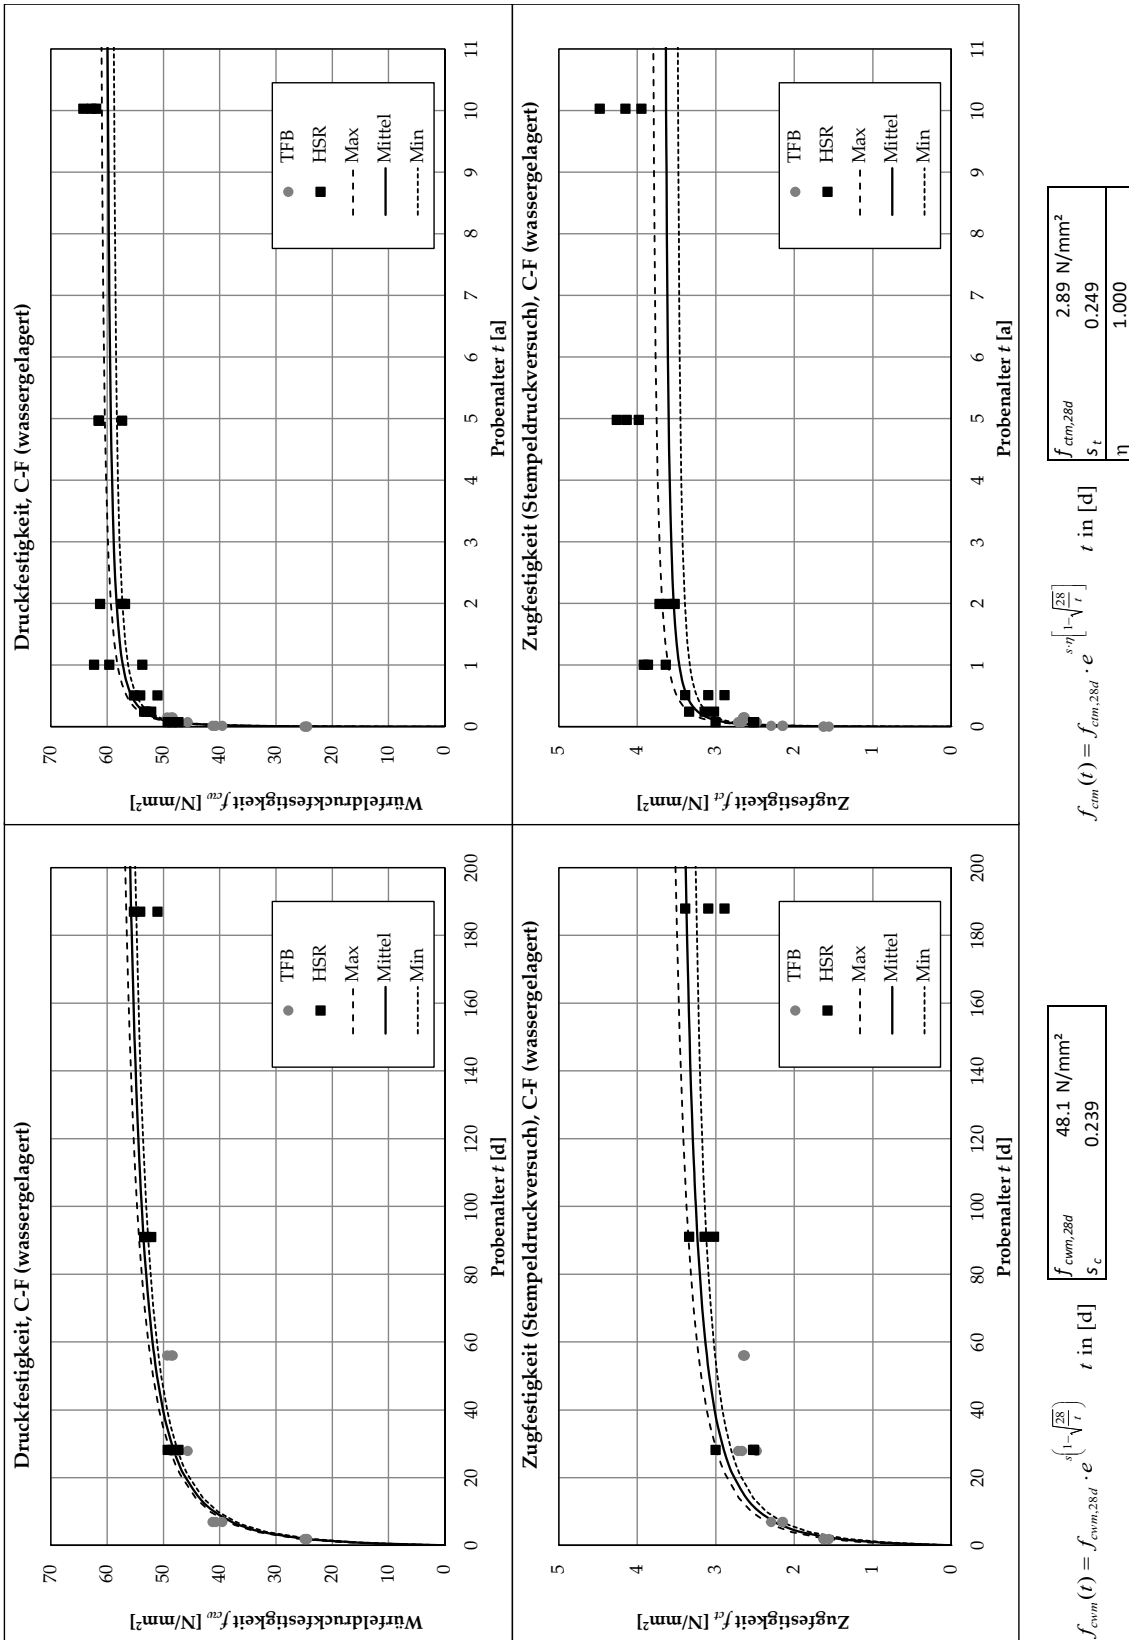 Druckfestigkeit, C-F (wassergelagert)
Würfeldruckfestigkeit f_cw [N/mm²]
70
60
50
40
30
20
10
0
0 20 40 60 80 100 120 140 160 180 200
Probenalter t [d]
TFB
HSR
Max
Mittel
Min
Druckfestigkeit, C-F (wassergelagert)
Würfeldruckfestigkeit f_cw [N/mm²]
70
60
50
40
30
20
10
0
0 1 2 3 4 5 6 7 8 9 10 11
Probenalter t [a]
TFB
HSR
Max
Mittel
Min
Zugfestigkeit (Stempeldruckversuch), C-F (wassergelagert)
Zugfestigkeit f_ct [N/mm²]
5
4
3
2
1
0
0 20 40 60 80 100 120 140 160 180 200
Probenalter t [d]
TFB
HSR
Max
Mittel
Min
Zugfestigkeit (Stempeldruckversuch), C-F (wassergelagert)
Zugfestigkeit f_ct [N/mm²]
5
4
3
2
1
0
0 1 2 3 4 5 6 7 8 9 10 11
Probenalter t [a]
TFB
HSR
Max
Mittel
Min
f_cwm(t) = f_cwm,28d · e^{s(1−√(28/t))} t in [d]
f_cwm,28d 48.1 N/mm²
s_c 0.239
f_ctm(t) = f_ctm,28d · e^{s·η[1−√(28/t)]} t in [d]
f_ctm,28d 2.89 N/mm²
s_t 0.249
η 1.000